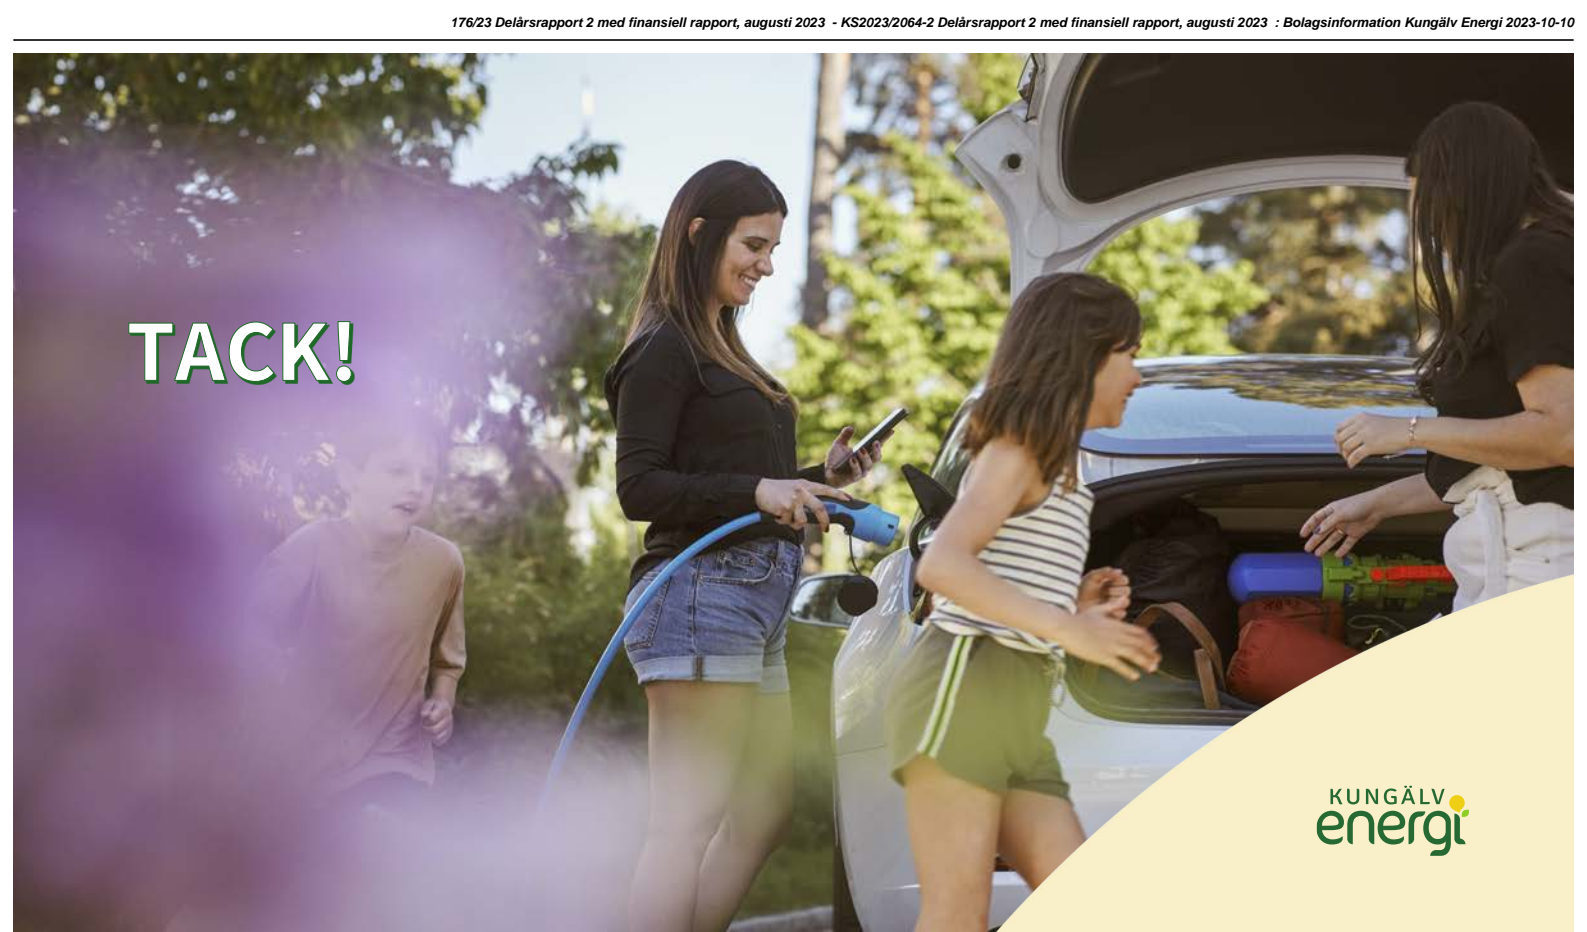 176/23 Delårsrapport 2 med finansiell rapport, augusti 2023 - KS2023/2064-2 Delårsrapport 2 med finansiell rapport, augusti 2023 : Bolagsinformation Kungälv Energi 2023-10-10
TACK!
KUNGÄLV
energi